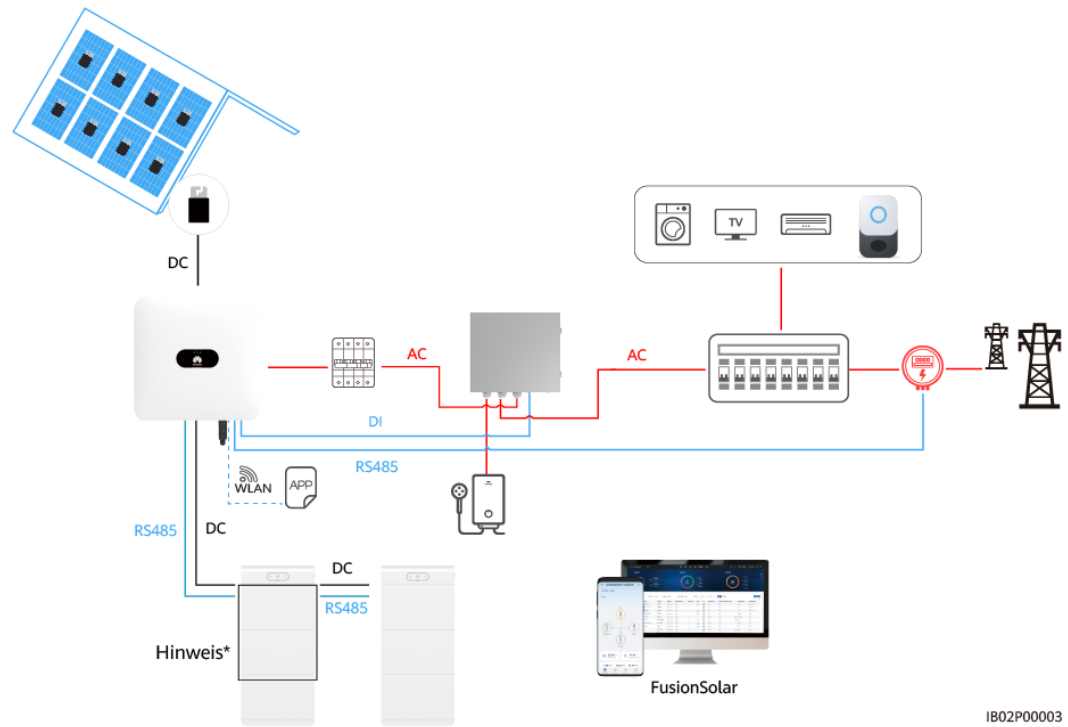 TV
DC
AC
AC
DI
RS485
WLAN
APP
RS485
DC
DC
RS485
Hinweis*
FusionSolar
IB02P00003